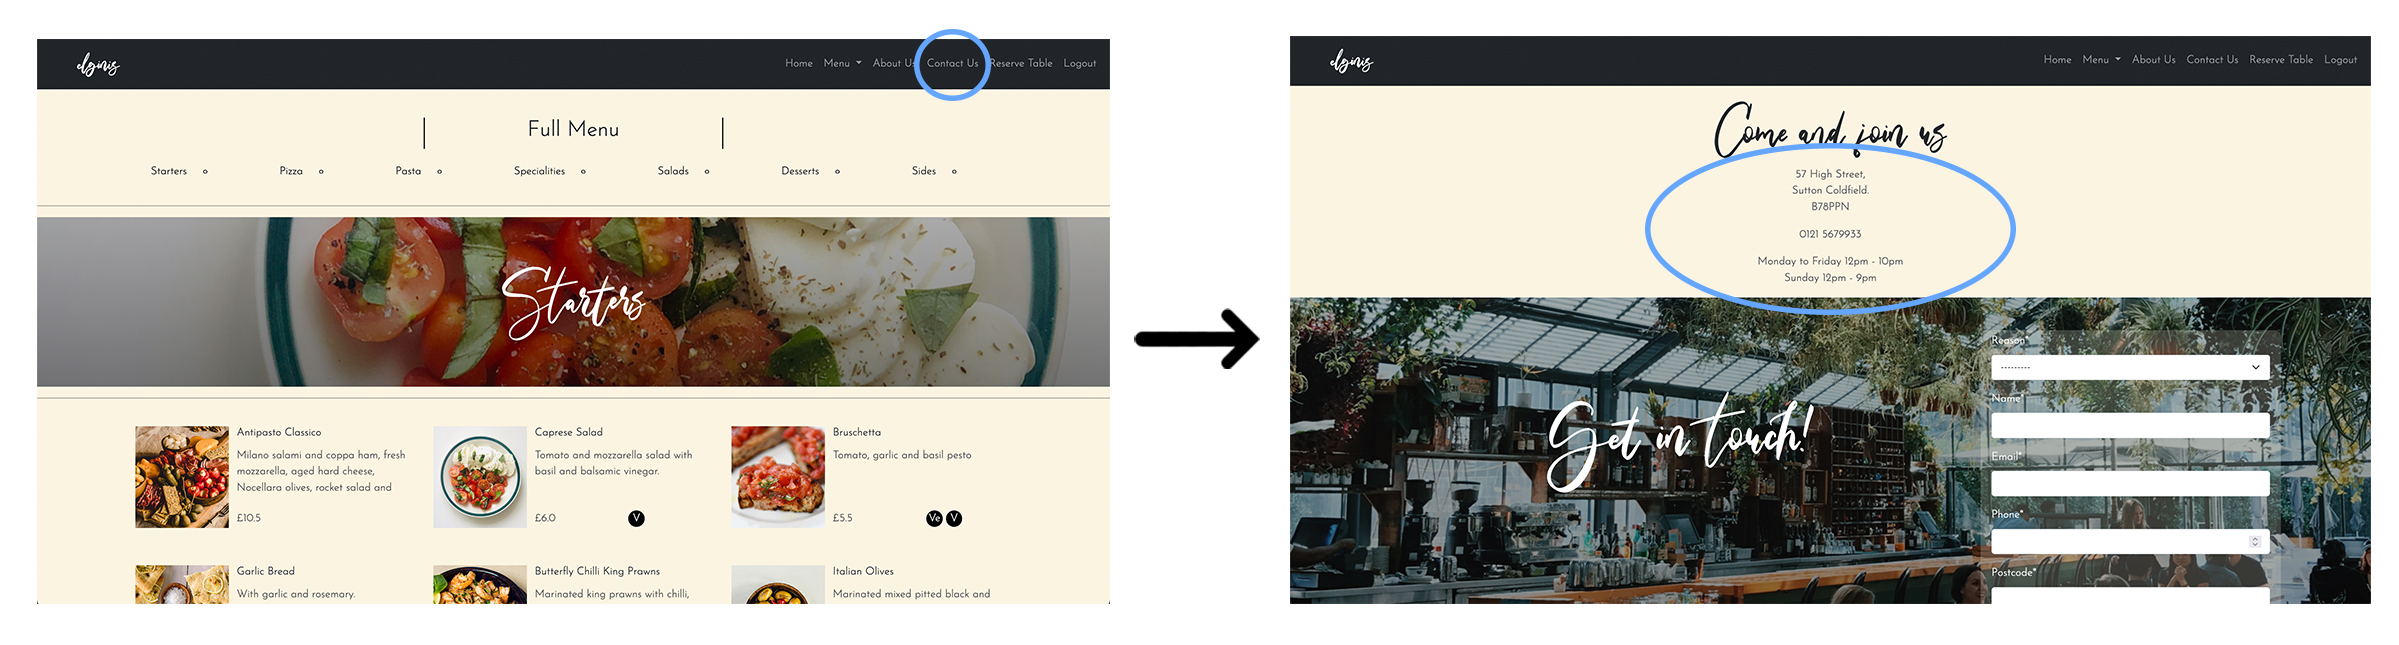 elginis
Home Menu About Us Contact Us Reserve Table Logout
Full Menu
Starters Pizza Pasta Specialities Salads Desserts Sides
Starters
Antipasto Classico
Milano salami and coppa ham, fresh
mozzarella, aged hard cheese,
Nocellara olives, rocket salad and
£10.5
Caprese Salad
Tomato and mozzarella salad with
basil and balsamic vinegar.
£6.0
V
Bruschetta
Tomato, garlic and basil pesto
£5.5
Ve V
Garlic Bread
With garlic and rosemary.
Butterfly Chilli King Prawns
Marinated king prawns with chilli,
Italian Olives
Marinated mixed pitted black and
elginis
Home Menu About Us Contact Us Reserve Table Logout
Come and join us
57 High Street,
Sutton Coldfield.
B78PPN
0121 5679933
Monday to Friday 12pm - 10pm
Sunday 12pm - 9pm
Get in touch!
Reason*
---------
Name*
Email*
Phone*
Postcode*